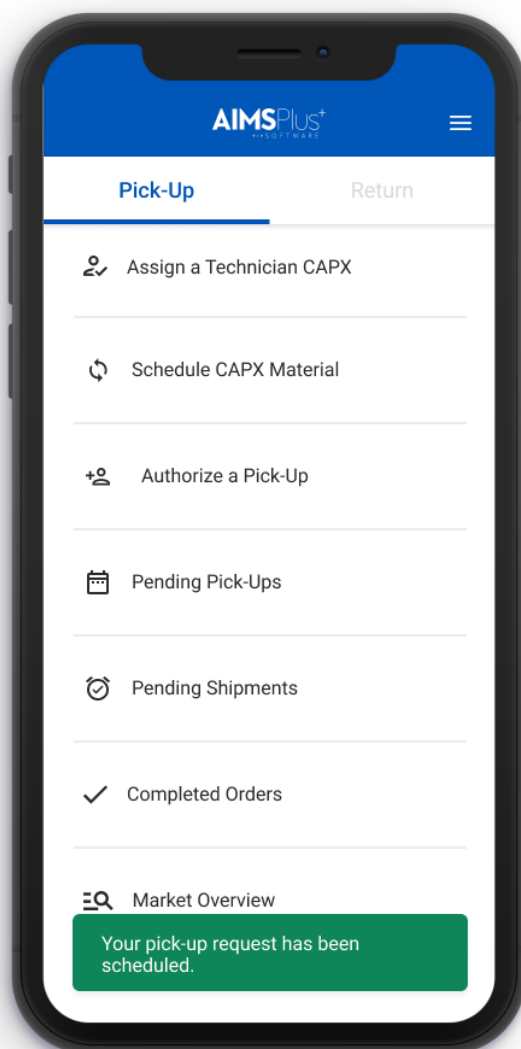 AIMSPlus+
SOFTWARE
Pick-Up
Return
Assign a Technician CAPX
Schedule CAPX Material
Authorize a Pick-Up
Pending Pick-Ups
Pending Shipments
Completed Orders
Market Overview
Your pick-up request has been
scheduled.